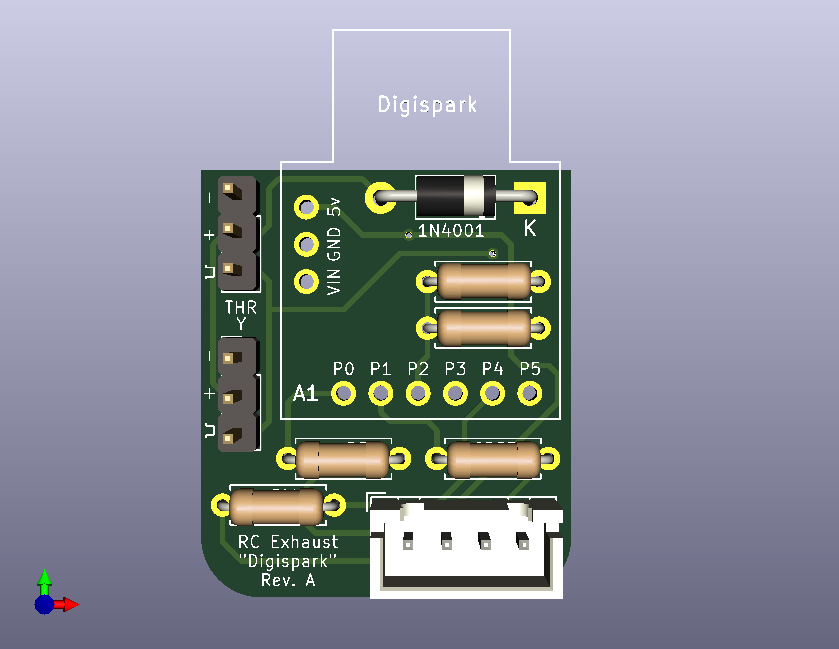 Digispark
1N4001
K
5v
GND
VIN
-
+
THR
Y
-
+
P0 P1 P2 P3 P4 P5
A1
RC Exhaust
"Digispark"
Rev. A